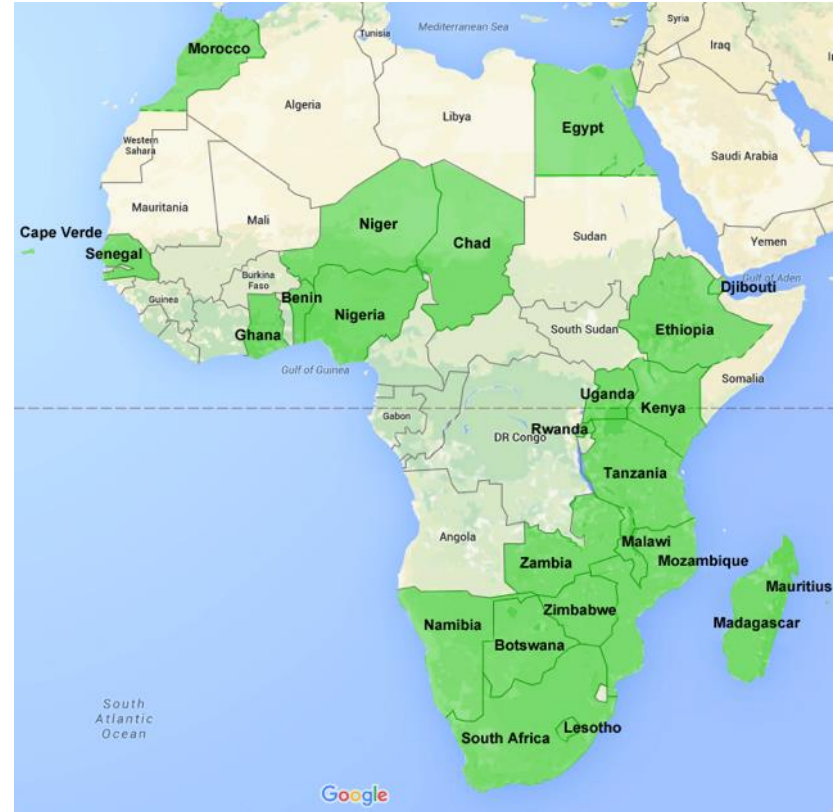 Morocco
Tunisia
Mediterranean Sea
Syria
Iraq
Algeria
Libya
Egypt
Western
Sahara
Saudi Arabia
Mauritania
Mali
Niger
Chad
Sudan
Yemen
Cape Verde
Senegal
Burkina
Faso
Benin
Nigeria
Gulf of Aden
Djibouti
Guinea
Ghana
South Sudan
Ethiopia
Gulf of Guinea
Somalia
Uganda
Kenya
Gabon
Rwanda
DR Congo
Tanzania
Angola
Malawi
Zambia
Mozambique
Mauritius
Zimbabwe
Namibia
Madagascar
Botswana
South
Atlantic
Ocean
South Africa
Lesotho
Google